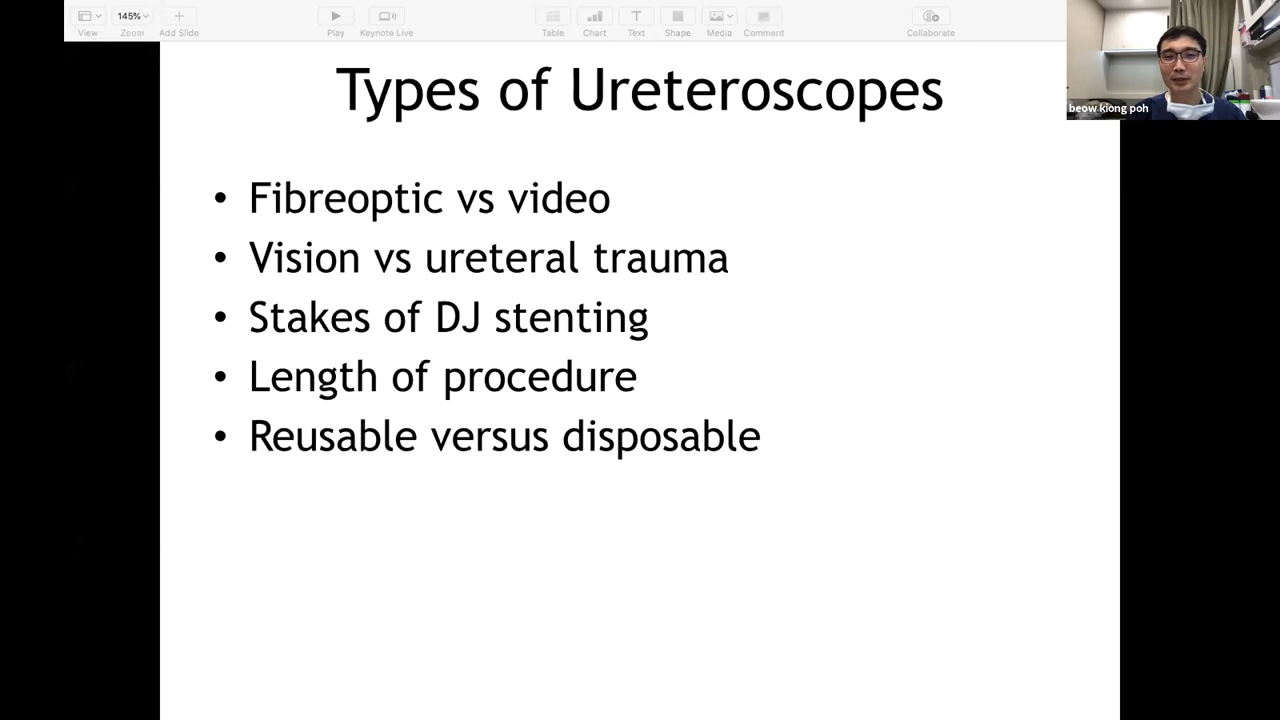 145%
View
Zoom
Add Slide
Play
Keynote Live
Table
Chart
Text
Shape
Media
Comment
Collaborate
beow kiong poh
Types of Ureteroscopes
• Fibreoptic vs video
• Vision vs ureteral trauma
• Stakes of DJ stenting
• Length of procedure
• Reusable versus disposable